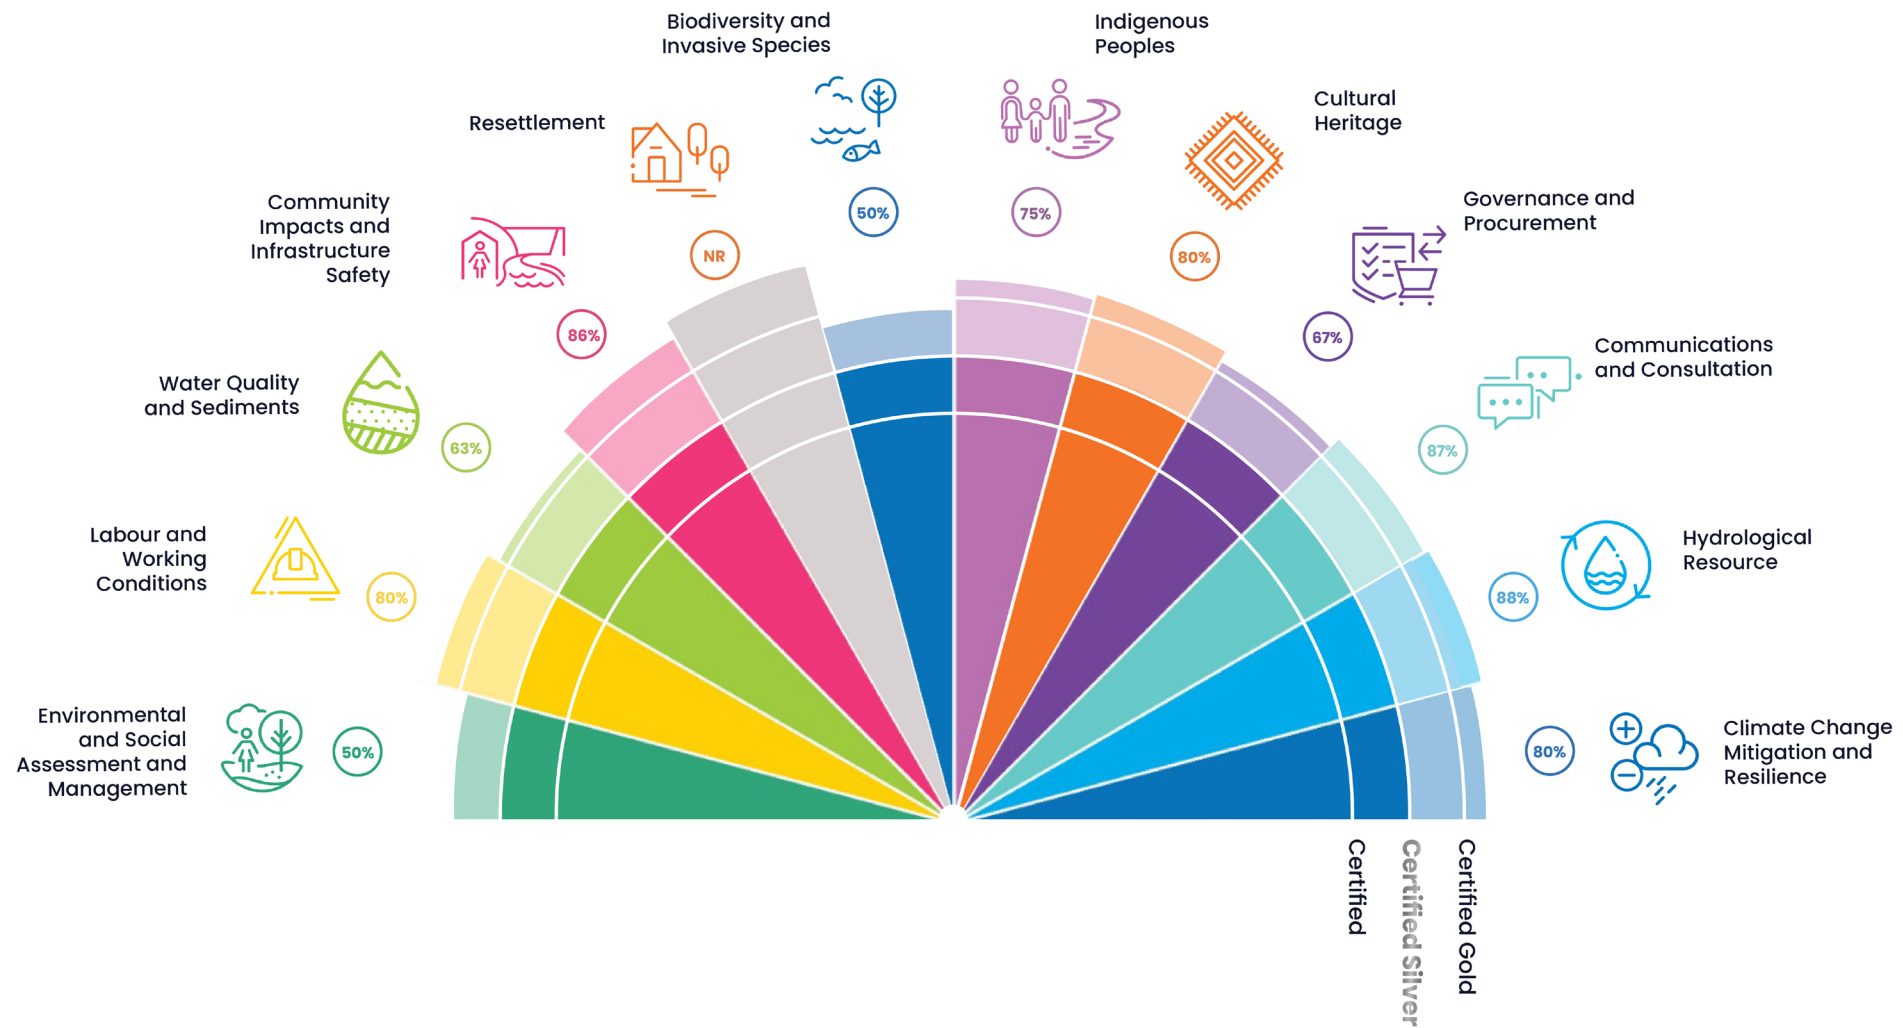 Biodiversity and
Invasive Species
50%
Indigenous
Peoples
75%
Resettlement
NR
Cultural
Heritage
80%
Community
Impacts and
Infrastructure
Safety
86%
Governance and
Procurement
67%
Water Quality
and Sediments
63%
Communications
and Consultation
87%
Labour and
Working
Conditions
80%
Hydrological
Resource
88%
Environmental
and Social
Assessment and
Management
50%
Climate Change
Mitigation and
Resilience
80%
Certified
Certified Silver
Certified Gold